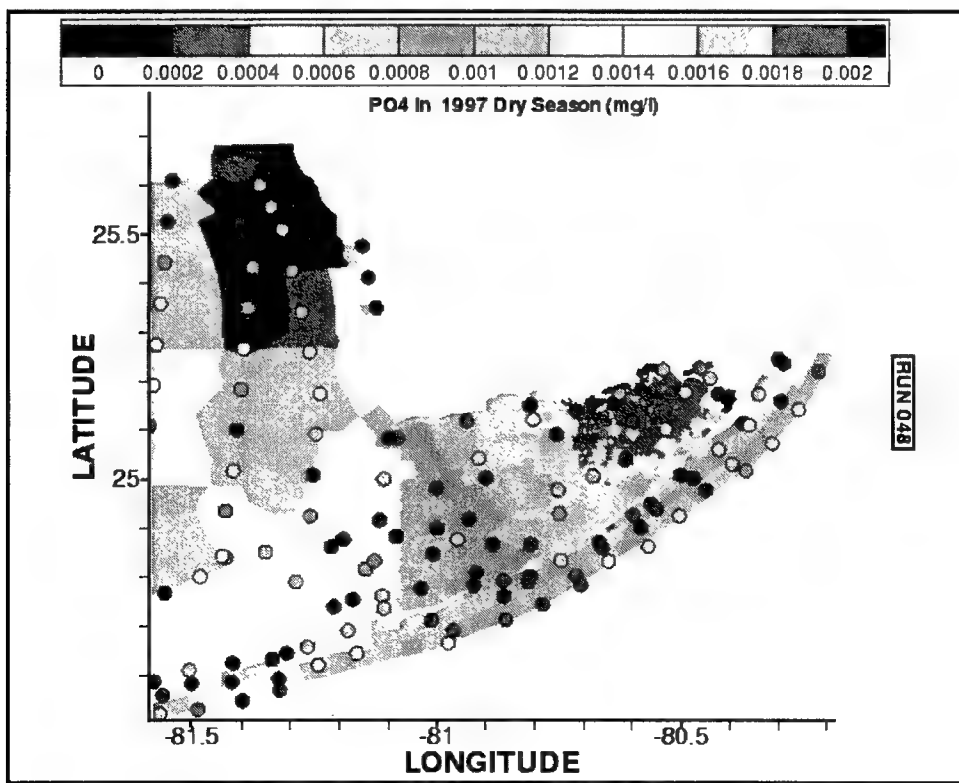 0 0.0002 0.0004 0.0006 0.0008 0.001 0.0012 0.0014 0.0016 0.0018 0.002
PO4 in 1997 Dry Season (mg/l)
25.5
25
LATITUDE
RUN 048
-81.5 -81 -80.5
LONGITUDE